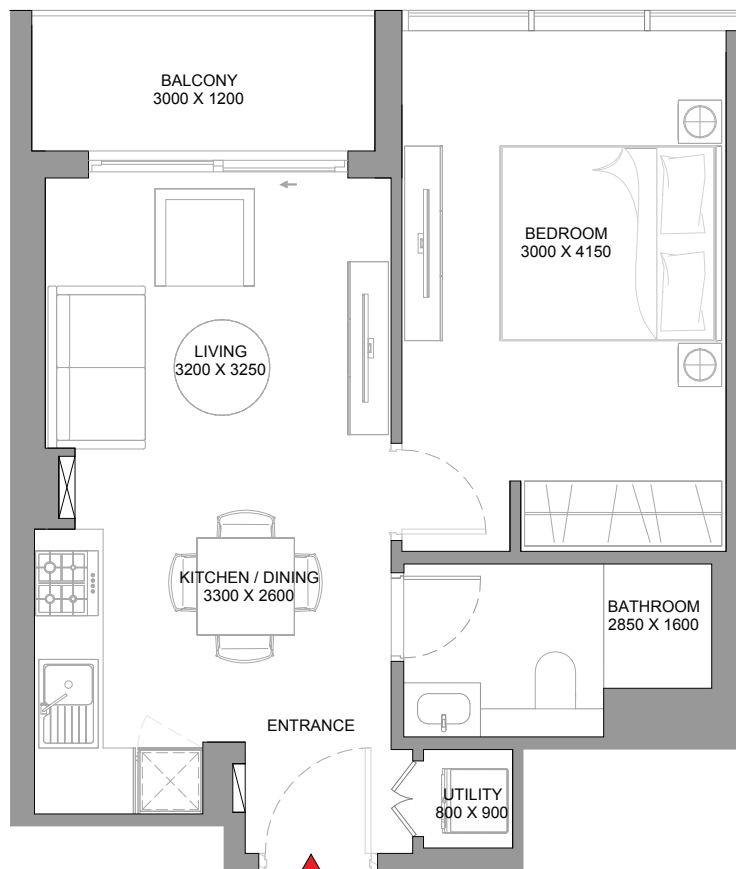 BALCONY
3000 X 1200
BEDROOM
3000 X 4150
LIVING
3200 X 3250
KITCHEN / DINING
3300 X 2600
BATHROOM
2850 X 1600
ENTRANCE
UTILITY
800 X 900